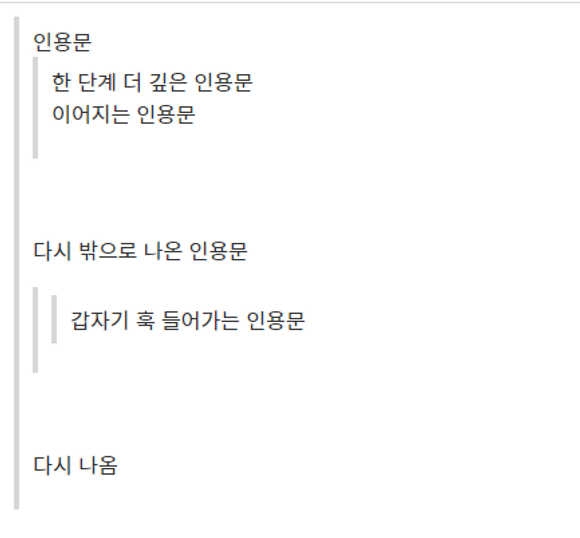 인용문
한 단계 더 깊은 인용문
이어지는 인용문
다시 밖으로 나온 인용문
갑자기 훅 들어가는 인용문
다시 나옴